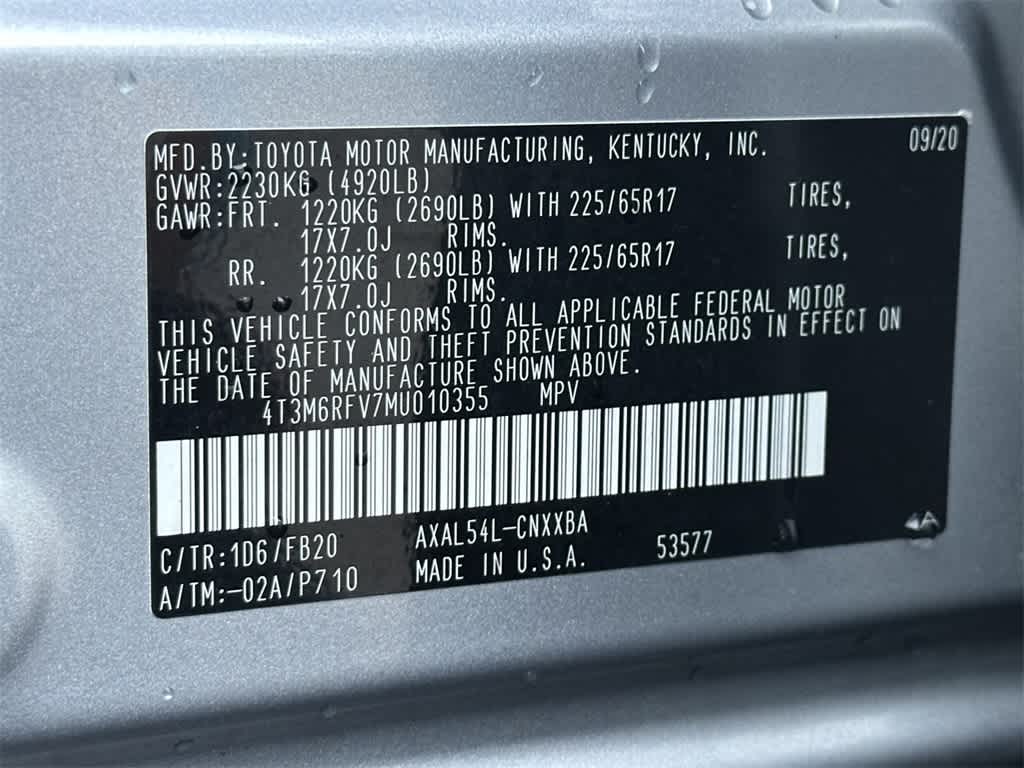 MFD.BY:TOYOTA MOTOR MANUFACTURING, KENTUCKY, INC. 09/20
GVWR:2230KG (4920LB)
GAWR:FRT. 1220KG (2690LB) WITH 225/65R17 TIRES,
17X7.0J RIMS.
RR. 1220KG (2690LB) WITH 225/65R17 TIRES,
17X7.0J RIMS.
THIS VEHICLE CONFORMS TO ALL APPLICABLE FEDERAL MOTOR
VEHICLE SAFETY AND THEFT PREVENTION STANDARDS IN EFFECT ON
THE DATE OF MANUFACTURE SHOWN ABOVE.
4T3M6RFV7MU010355 MPV
C/TR:1D6/FB20 AXAL54L-CNXXBA
A/TM:-02A/P710 MADE IN U.S.A. 53577